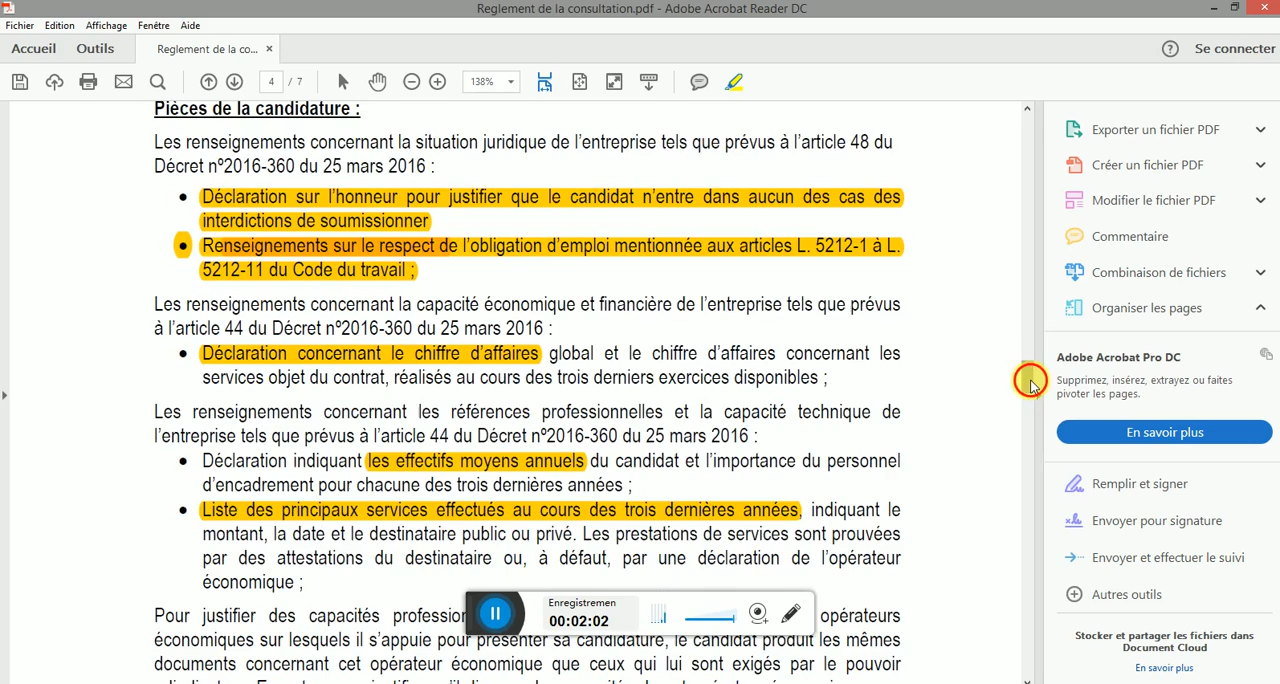 Reglement de la consultation.pdf - Adobe Acrobat Reader DC
Fichier Edition Affichage Fenêtre Aide
Accueil Outils Reglement de la co... × ? Se connecter
4 / 7 138%
Pièces de la candidature :
Les renseignements concernant la situation juridique de l'entreprise tels que prévus à l'article 48 du
Décret nº2016-360 du 25 mars 2016 :
• Déclaration sur l'honneur pour justifier que le candidat n'entre dans aucun des cas des
interdictions de soumissionner
• Renseignements sur le respect de l'obligation d'emploi mentionnée aux articles L. 5212-1 à L.
5212-11 du Code du travail ;
Les renseignements concernant la capacité économique et financière de l'entreprise tels que prévus
à l'article 44 du Décret nº2016-360 du 25 mars 2016 :
• Déclaration concernant le chiffre d'affaires global et le chiffre d'affaires concernant les
services objet du contrat, réalisés au cours des trois derniers exercices disponibles ;
Les renseignements concernant les références professionnelles et la capacité technique de
l'entreprise tels que prévus à l'article 44 du Décret nº2016-360 du 25 mars 2016 :
• Déclaration indiquant les effectifs moyens annuels du candidat et l'importance du personnel
d'encadrement pour chacune des trois dernières années ;
• Liste des principaux services effectués au cours des trois dernières années, indiquant le
montant, la date et le destinataire public ou privé. Les prestations de services sont prouvées
par des attestations du destinataire ou, à défaut, par une déclaration de l'opérateur
économique ;
Pour justifier des capacités opérateurs
économiques sur lesquels il s'appuie pour présenter sa candidature, le candidat produit les mêmes
documents concernant cet opérateur économique que ceux qui lui sont exigés par le pouvoir
Enregistremen
00:02:02
Exporter un fichier PDF
Créer un fichier PDF
Modifier le fichier PDF
Commentaire
Combinaison de fichiers
Organiser les pages
Adobe Acrobat Pro DC
Supprimez, insérez, extrayez ou faites
pivoter les pages.
En savoir plus
Remplir et signer
Envoyer pour signature
Envoyer et effectuer le suivi
Autres outils
Stocker et partager les fichiers dans
Document Cloud
En savoir plus